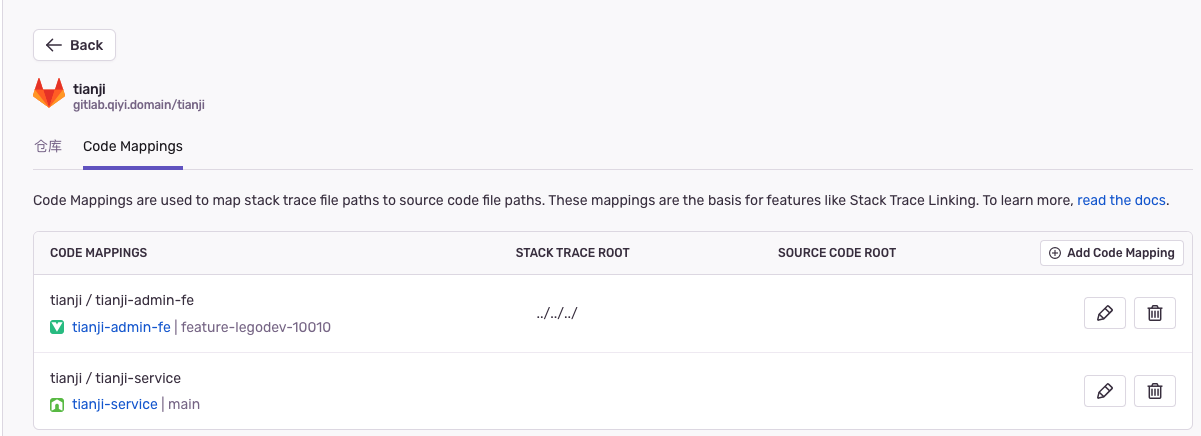 Back
tianji
gitlab.qiyi.domain/tianji
仓库 Code Mappings
Code Mappings are used to map stack trace file paths to source code file paths. These mappings are the basis for features like Stack Trace Linking. To learn more, read the docs.
CODE MAPPINGS STACK TRACE ROOT SOURCE CODE ROOT Add Code Mapping
tianji / tianji-admin-fe
../../../
tianji-admin-fe | feature-legodev-10010
tianji / tianji-service
tianji-service | main